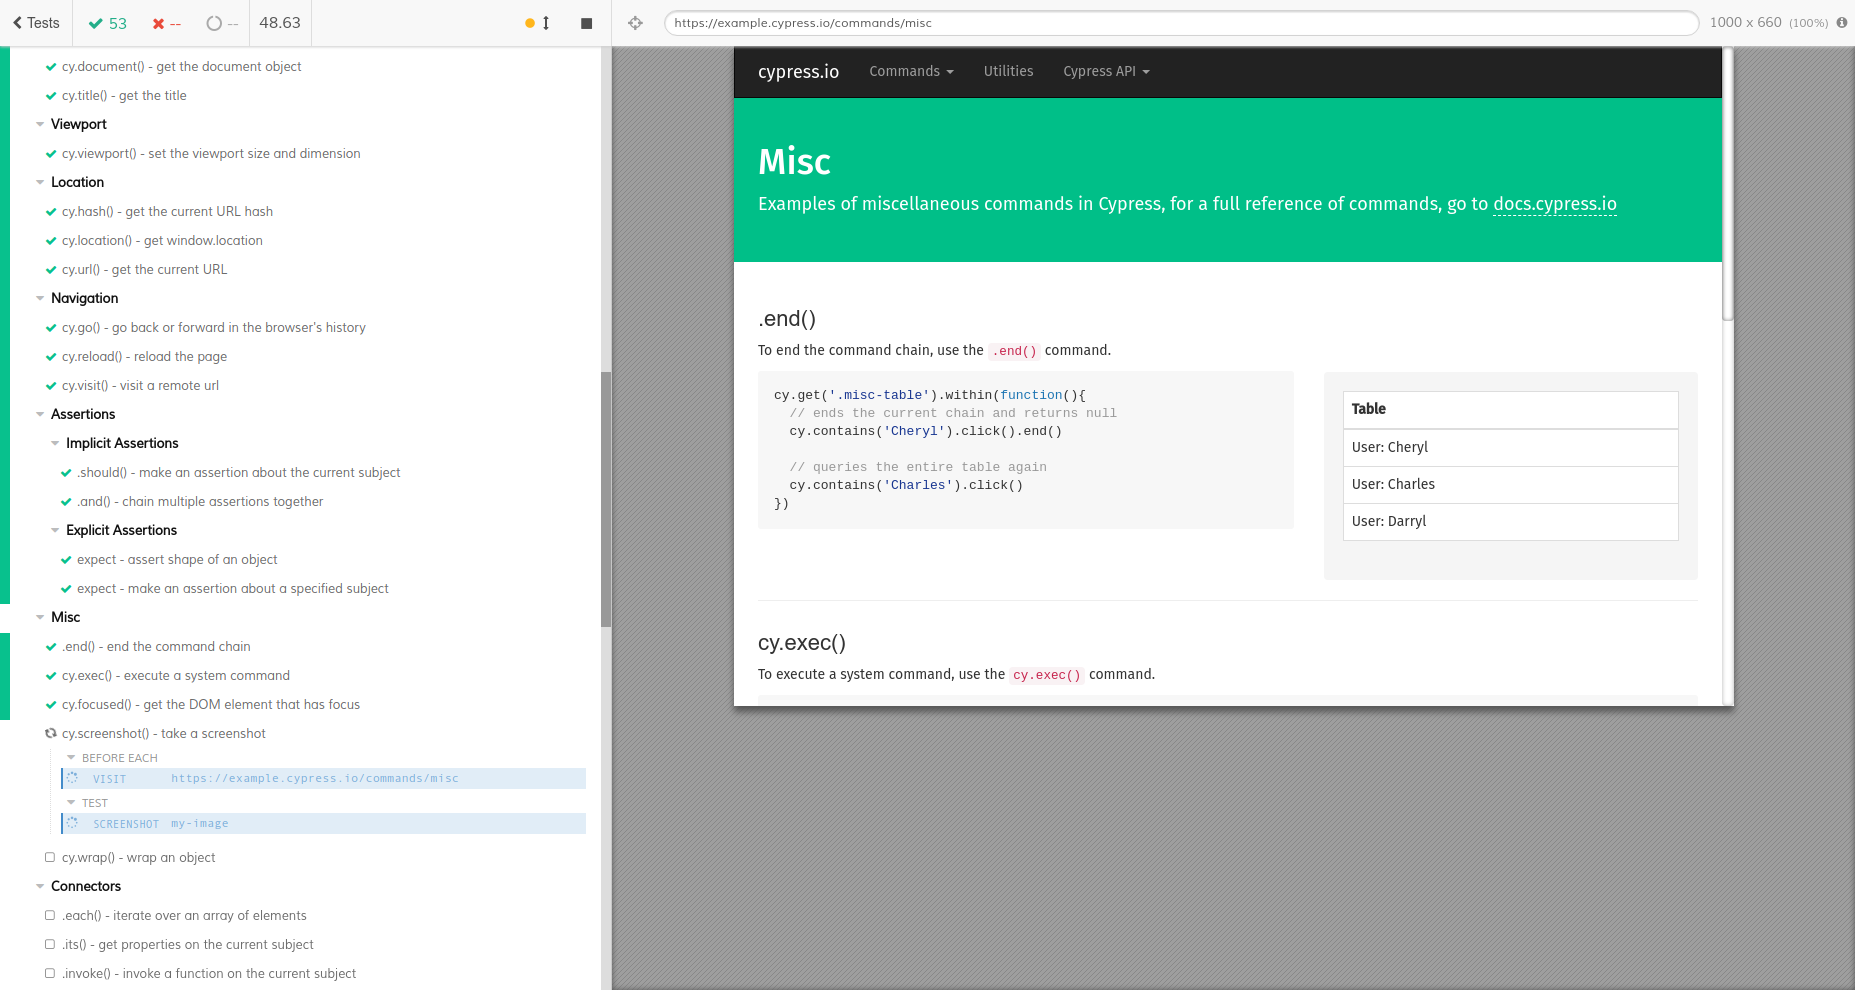 Tests 53 -- -- 48.63
https://example.cypress.io/commands/misc
1000 x 660 (100%)
cy.document() - get the document object
cy.title() - get the title
Viewport
cy.viewport() - set the viewport size and dimension
Location
cy.hash() - get the current URL hash
cy.location() - get window.location
cy.url() - get the current URL
Navigation
cy.go() - go back or forward in the browser's history
cy.reload() - reload the page
cy.visit() - visit a remote url
Assertions
Implicit Assertions
.should() - make an assertion about the current subject
.and() - chain multiple assertions together
Explicit Assertions
expect - assert shape of an object
expect - make an assertion about a specified subject
Misc
.end() - end the command chain
cy.exec() - execute a system command
cy.focused() - get the DOM element that has focus
cy.screenshot() - take a screenshot
BEFORE EACH
VISIT https://example.cypress.io/commands/misc
TEST
SCREENSHOT my-image
cy.wrap() - wrap an object
Connectors
.each() - iterate over an array of elements
.its() - get properties on the current subject
.invoke() - invoke a function on the current subject
cypress.io Commands Utilities Cypress API
Misc
Examples of miscellaneous commands in Cypress, for a full reference of commands, go to docs.cypress.io
.end()
To end the command chain, use the .end() command.
cy.get('.misc-table').within(function(){
// ends the current chain and returns null
cy.contains('Cheryl').click().end()
// queries the entire table again
cy.contains('Charles').click()
})
Table
User: Cheryl
User: Charles
User: Darryl
cy.exec()
To execute a system command, use the cy.exec() command.